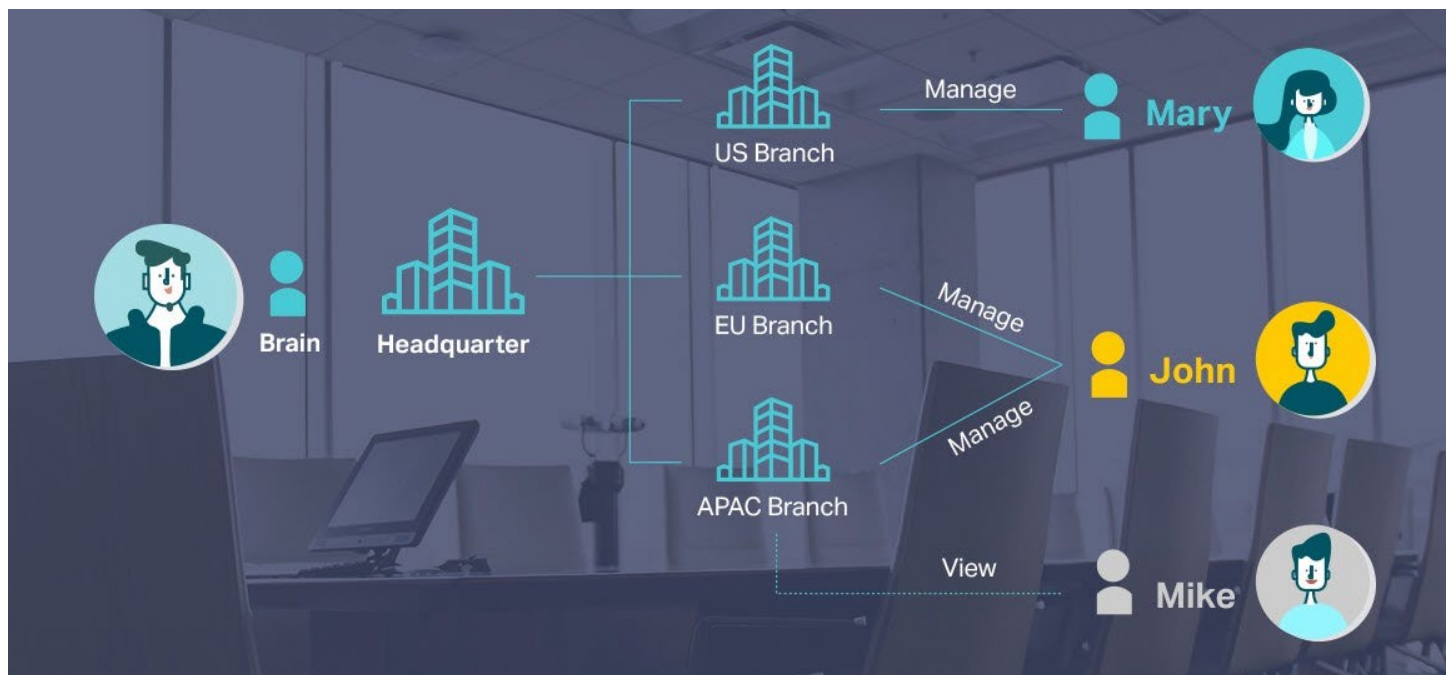 US Branch
Manage
Mary
Brain
Headquarter
EU Branch
Manage
John
Manage
APAC Branch
View
Mike